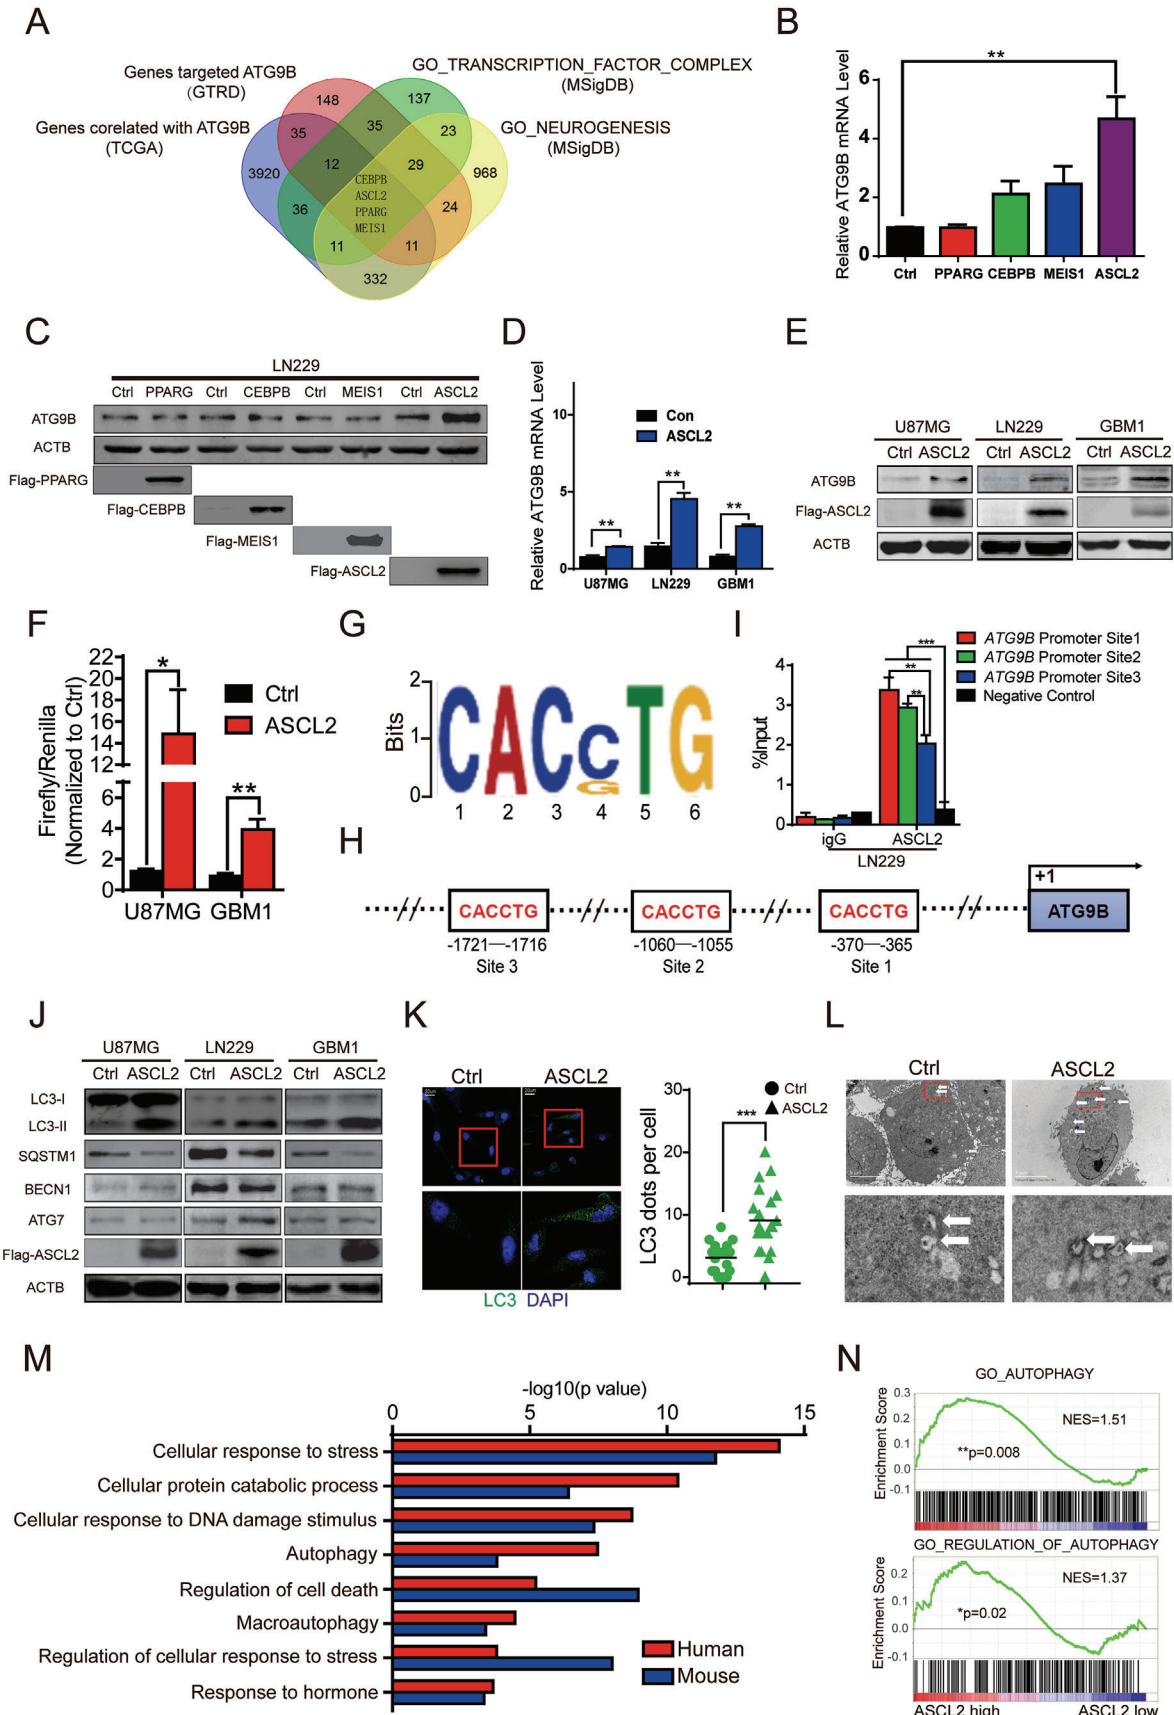 A
Genes targeted ATG9B
(GTRD)
GO_TRANSCRIPTION_FACTOR_COMPLEX
(MSigDB)
Genes corelated with ATG9B
(TCGA)
GO_NEUROGENESIS
(MSigDB)
148
137
35
35
23
3920
12
29
968
CEBPB
ASCL2
PPARG
MEIS1
36
24
11
11
332
B
Relative ATG9B mRNA Level
6
4
2
0
**
Ctrl PPARG CEBPB MEIS1 ASCL2
C
LN229
Ctrl PPARG Ctrl CEBPB Ctrl MEIS1 Ctrl ASCL2
ATG9B
ACTB
Flag-PPARG
Flag-CEBPB
Flag-MEIS1
Flag-ASCL2
D
Relative ATG9B mRNA Level
10
5
0
Con
ASCL2
** ** **
U87MG LN229 GBM1
E
U87MG LN229 GBM1
Ctrl ASCL2 Ctrl ASCL2 Ctrl ASCL2
ATG9B
Flag-ASCL2
ACTB
F
Firefly/Renilla
(Normalized to Ctrl)
22
20
18
16
14
12
6
4
2
0
*
**
Ctrl
ASCL2
U87MG GBM1
G
Bits
2
1
0
CACCTG
G
1 2 3 4 5 6
I
%Input
4
3
2
1
0
***
**
**
ATG9B Promoter Site1
ATG9B Promoter Site2
ATG9B Promoter Site3
Negative Control
igG ASCL2
LN229
H
CACCTG CACCTG CACCTG +1 ATG9B
-1721—-1716 -1060—-1055 -370—-365
Site 3 Site 2 Site 1
J
U87MG LN229 GBM1
Ctrl ASCL2 Ctrl ASCL2 Ctrl ASCL2
LC3-I
LC3-II
SQSTM1
BECN1
ATG7
Flag-ASCL2
ACTB
K
Ctrl ASCL2
20um 20um
LC3 DAPI
LC3 dots per cell
30
20
10
0
***
Ctrl
ASCL2
L
Ctrl ASCL2
M
-log10(p value)
0 5 10 15
Cellular response to stress
Cellular protein catabolic process
Cellular response to DNA damage stimulus
Autophagy
Regulation of cell death
Macroautophagy
Regulation of cellular response to stress
Response to hormone
Human
Mouse
N
GO_AUTOPHAGY
Enrichment Score
0.3
0.2
0.1
0.0
-0.1
NES=1.51
**p=0.008
GO_REGULATION_OF_AUTOPHAGY
Enrichment Score
0.2
0.1
0.0
-0.1
NES=1.37
*p=0.02
ASCL2 high ASCL2 low